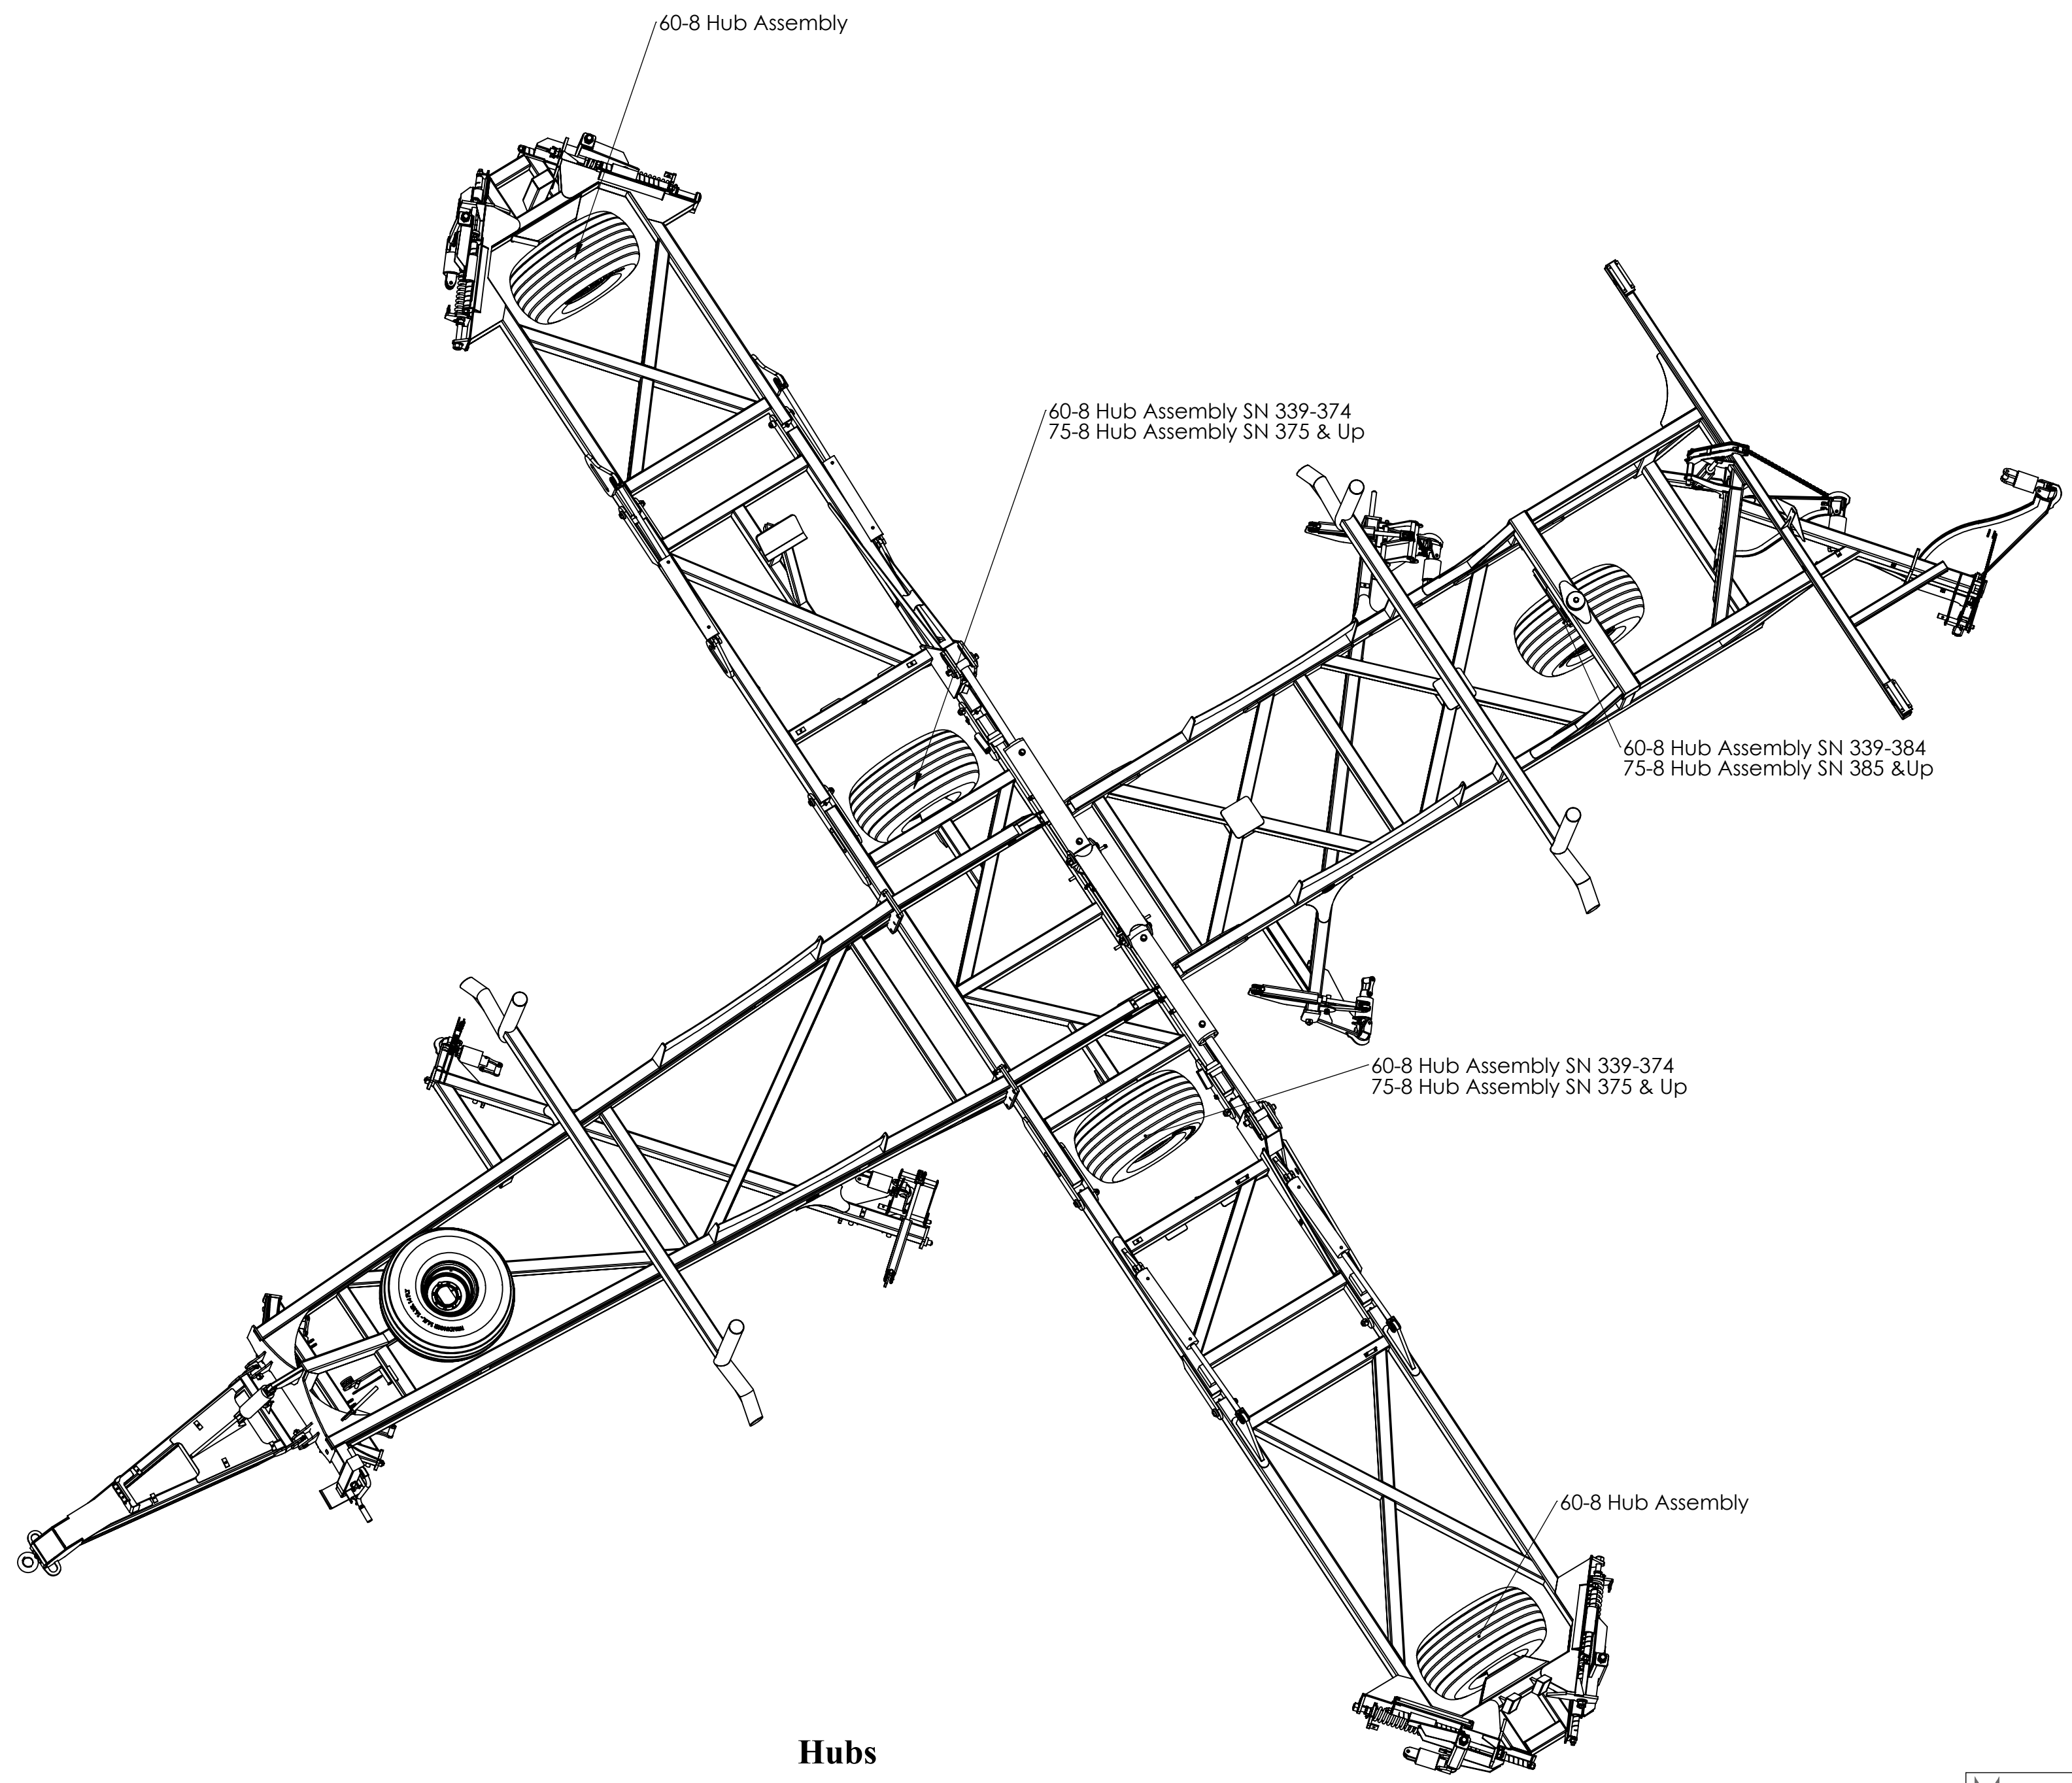 60-8 Hub Assembly
60-8 Hub Assembly SN 339-374
75-8 Hub Assembly SN 375 & Up
60-8 Hub Assembly SN 339-384
75-8 Hub Assembly SN 385 &Up
60-8 Hub Assembly SN 339-374
75-8 Hub Assembly SN 375 & Up
60-8 Hub Assembly
Hubs